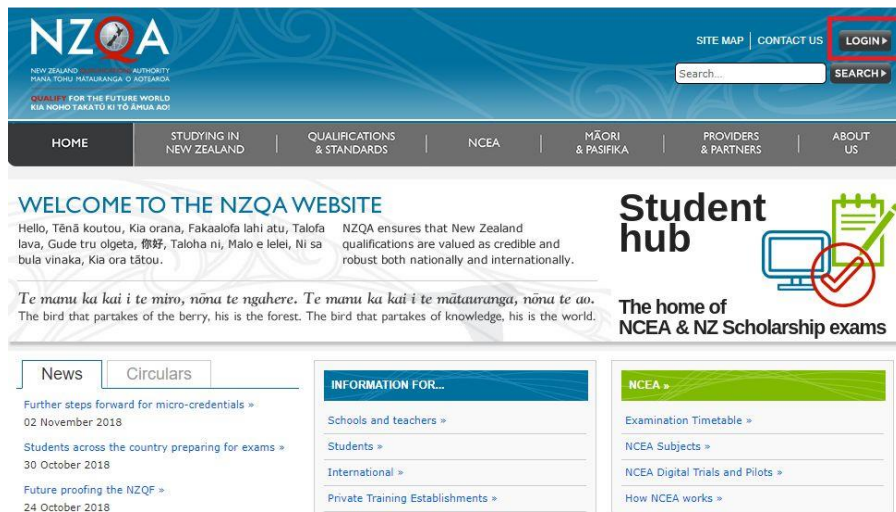 NZQA
NEW ZEALAND QUALIFICATIONS AUTHORITY
MANA TOHU MĀTAURANGA O AOTEAROA
QUALIFY FOR THE FUTURE WORLD
KIA NOHO TAKATŪ KI TŌ ĀMUA AO!
SITE MAP CONTACT US LOGIN
Search... SEARCH
HOME
STUDYING IN
NEW ZEALAND
QUALIFICATIONS
& STANDARDS
NCEA
MĀORI
& PASIFIKA
PROVIDERS
& PARTNERS
ABOUT
US
WELCOME TO THE NZQA WEBSITE
Hello, Tēnā koutou, Kia orana, Fakaalofa lahi atu, Talofa
lava, Gude tru olgeta, 你好, Taloha ni, Malo e lelei, Ni sa
bula vinaka, Kia ora tātou.
NZQA ensures that New Zealand
qualifications are valued as credible and
robust both nationally and internationally.
Te manu ka kai i te miro, nōna te ngahere. Te manu ka kai i te mātauranga, nōna te ao.
The bird that partakes of the berry, his is the forest. The bird that partakes of knowledge, his is the world.
Student
hub
The home of
NCEA & NZ Scholarship exams
News Circulars
Further steps forward for micro-credentials »
02 November 2018
Students across the country preparing for exams »
30 October 2018
Future proofing the NZQF »
24 October 2018
INFORMATION FOR...
Schools and teachers »
Students »
International »
Private Training Establishments »
NCEA »
Examination Timetable »
NCEA Subjects »
NCEA Digital Trials and Pilots »
How NCEA works »